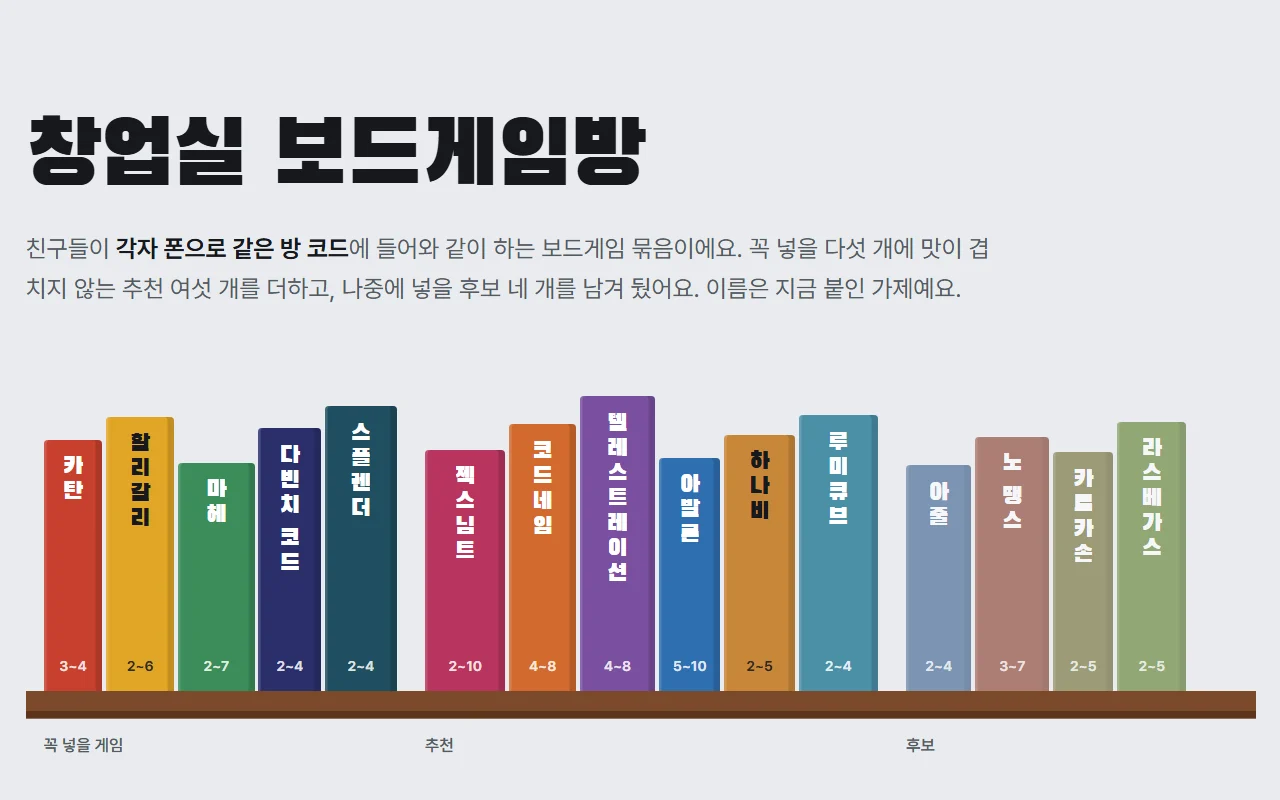 창업실 보드게임방
친구들이 각자 폰으로 같은 방 코드에 들어와 같이 하는 보드게임 묶음이에요. 꼭 넣을 다섯 개에 맛이 겹
치지 않는 추천 여섯 개를 더하고, 나중에 넣을 후보 네 개를 남겨 뒀어요. 이름은 지금 붙인 가제예요.
카탄
3~4
할리갈리
2~6
마헤
2~7
다빈치 코드
2~4
스플렌더
2~4
젝스님트
2~10
코드네임
4~8
텔레스트레이션
4~8
아발론
5~10
하나비
2~5
루미큐브
2~4
아줄
2~4
노 땡스
3~7
카르카손
2~5
라스베가스
2~5
꼭 넣을 게임
추천
후보